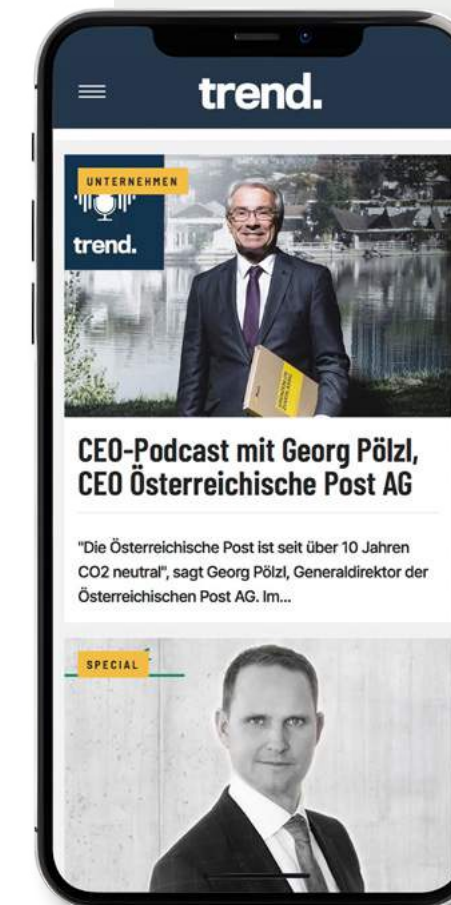 trend.
UNTERNEHMEN
trend.
CEO-Podcast mit Georg Pölzl,
CEO Österreichische Post AG
"Die Österreichische Post ist seit über 10 Jahren
CO2 neutral", sagt Georg Pölzl, Generaldirektor der
Österreichischen Post AG. Im...
SPECIAL